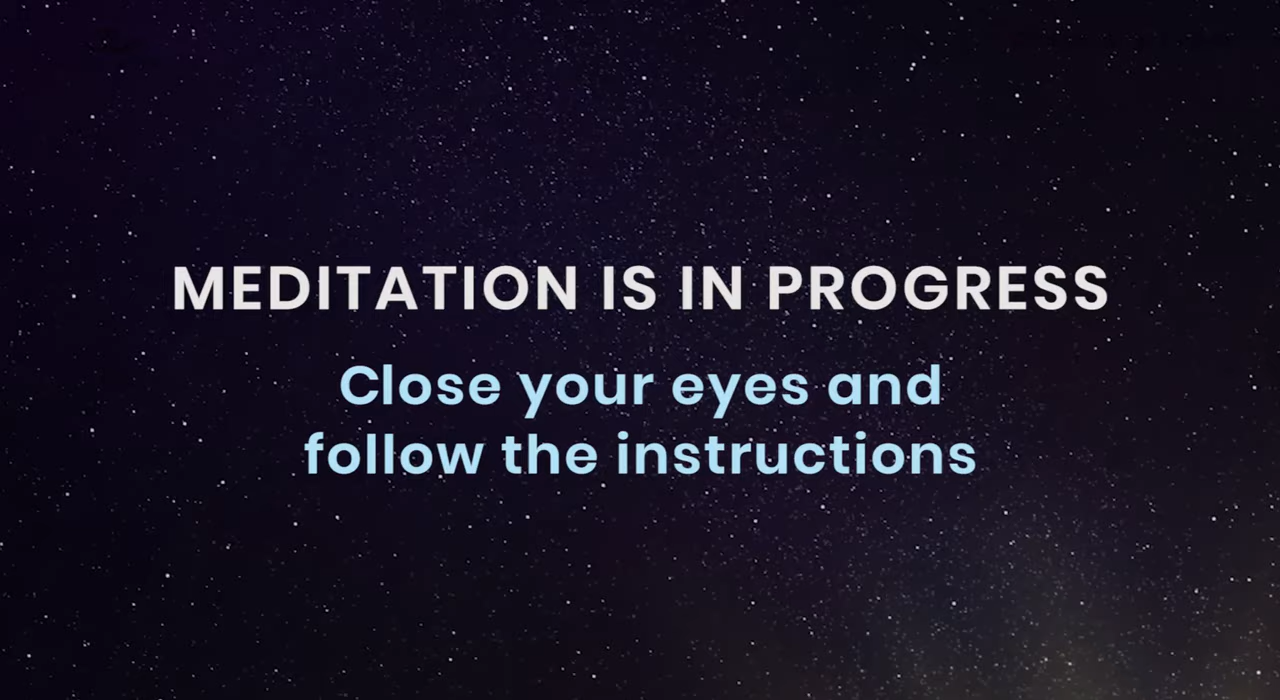 MEDITATION IS IN PROGRESS
Close your eyes and
follow the instructions